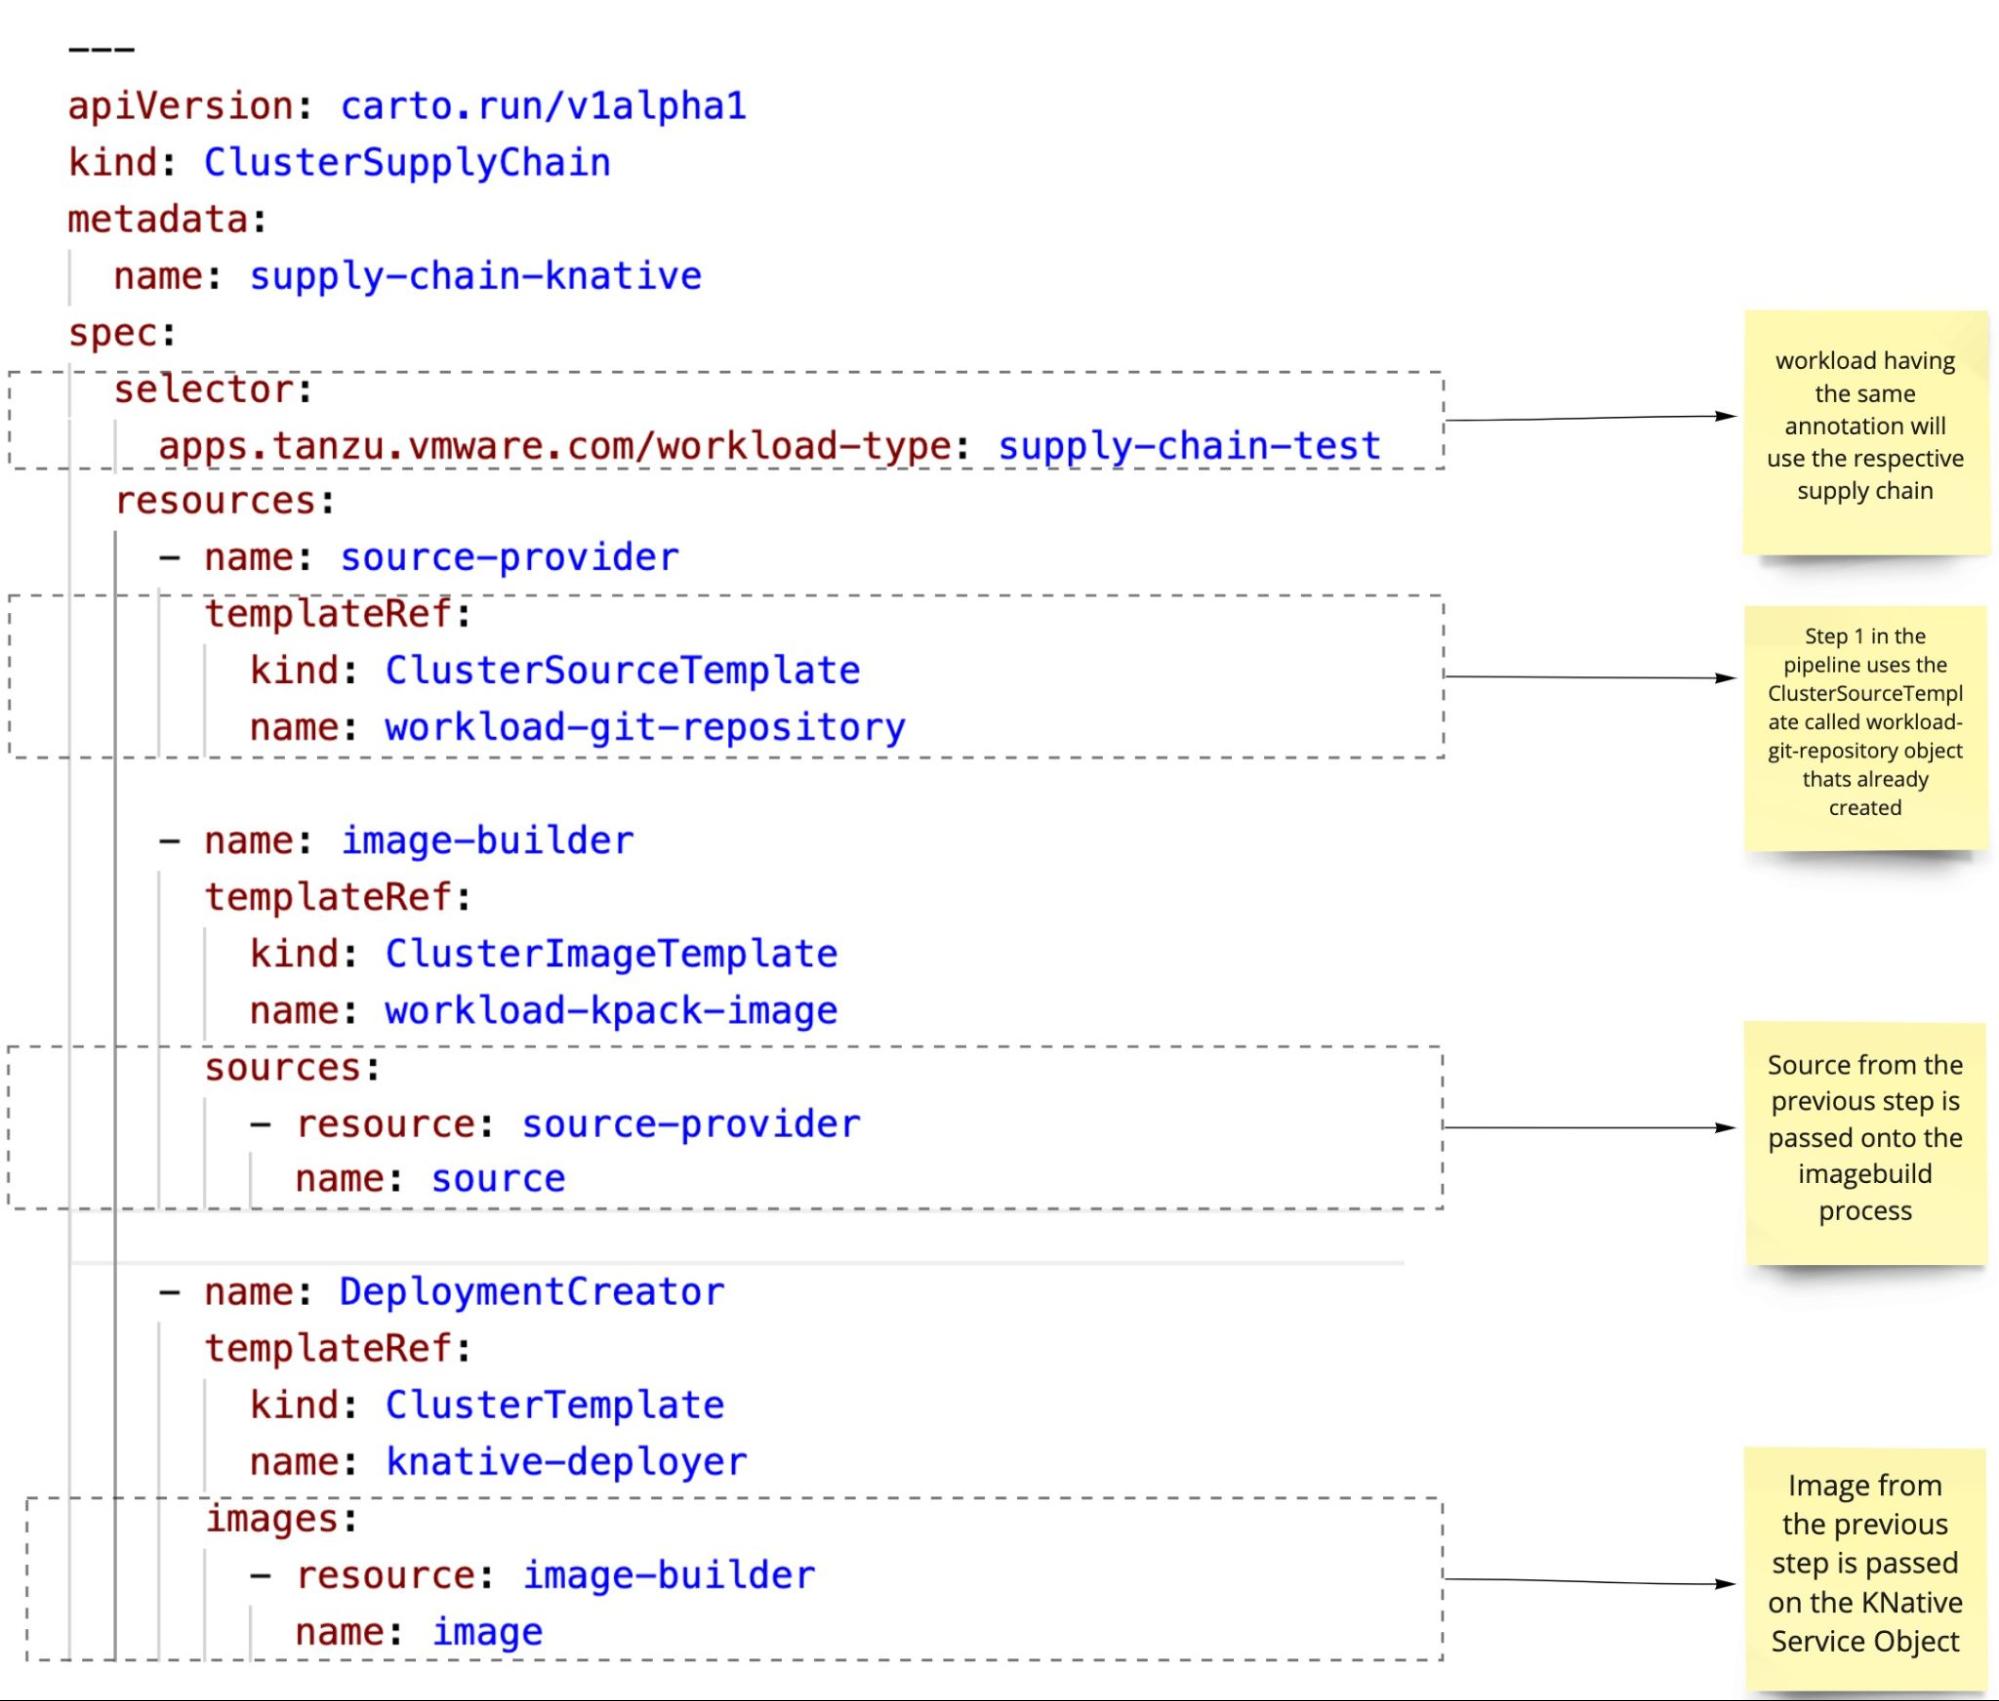 ---
apiVersion: carto.run/v1alpha1
kind: ClusterSupplyChain
metadata:
  name: supply-chain-knative
spec:
  selector:
    apps.tanzu.vmware.com/workload-type: supply-chain-test
  resources:
    - name: source-provider
      templateRef:
        kind: ClusterSourceTemplate
        name: workload-git-repository
    - name: image-builder
      templateRef:
        kind: ClusterImageTemplate
        name: workload-kpack-image
      sources:
        - resource: source-provider
          name: source
    - name: DeploymentCreator
      templateRef:
        kind: ClusterTemplate
        name: knative-deployer
      images:
        - resource: image-builder
          name: image
workload having
the same
annotation will
use the respective
supply chain
Step 1 in the
pipeline uses the
ClusterSourceTempl
ate called workload-
git-repository object
thats already
created
Source from the
previous step is
passed onto the
imagebuild
process
Image from
the previous
step is passed
on the KNative
Service Object